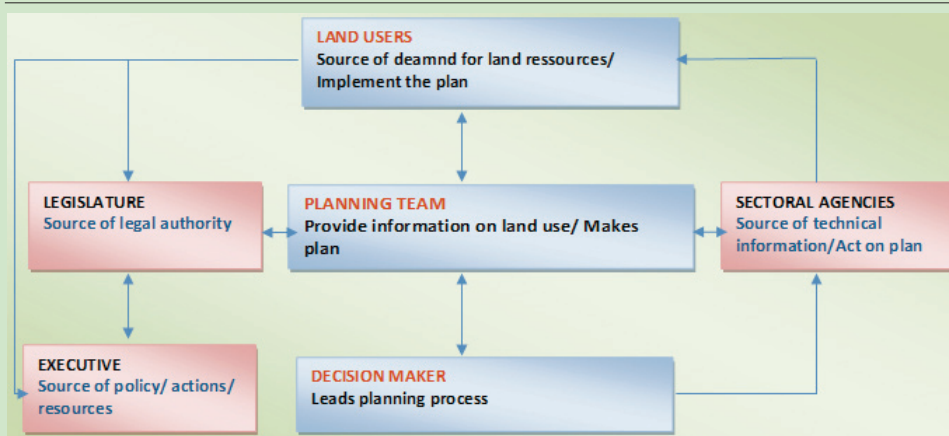 LAND USERS
Source of deamnd for land ressources/
Implement the plan
LEGISLATURE
Source of legal authority
PLANNING TEAM
Provide information on land use/ Makes
plan
SECTORAL AGENCIES
Source of technical
information/Act on plan
EXECUTIVE
Source of policy/ actions/
resources
DECISION MAKER
Leads planning process